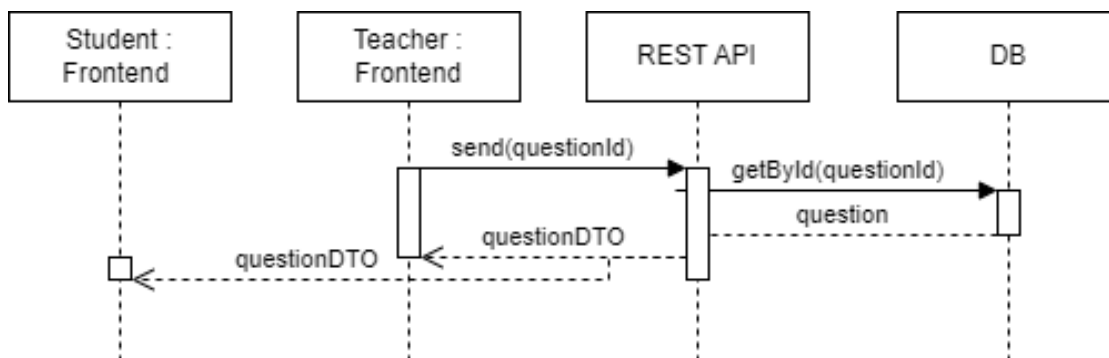 Student :
Frontend
Teacher :
Frontend
REST API
DB
send(questionId)
getById(questionId)
question
questionDTO
questionDTO